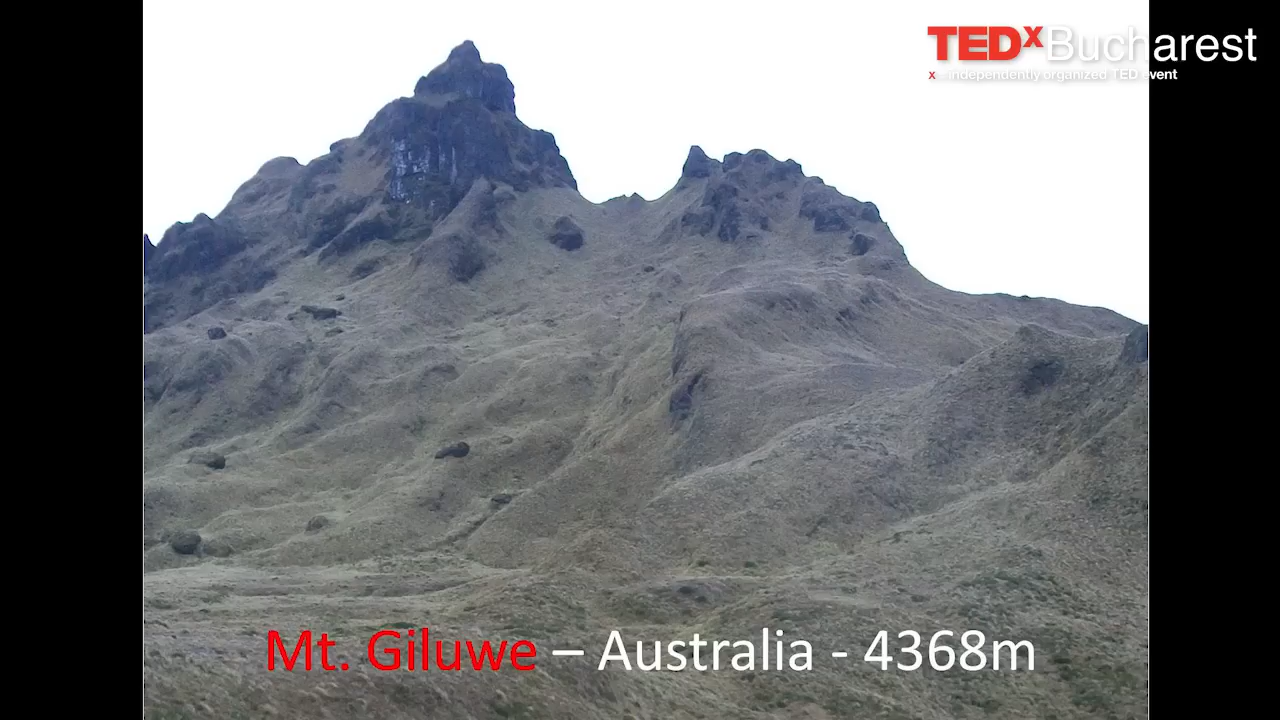 TEDxBucharest
x = independently organized TED event
Mt. Giluwe – Australia - 4368m